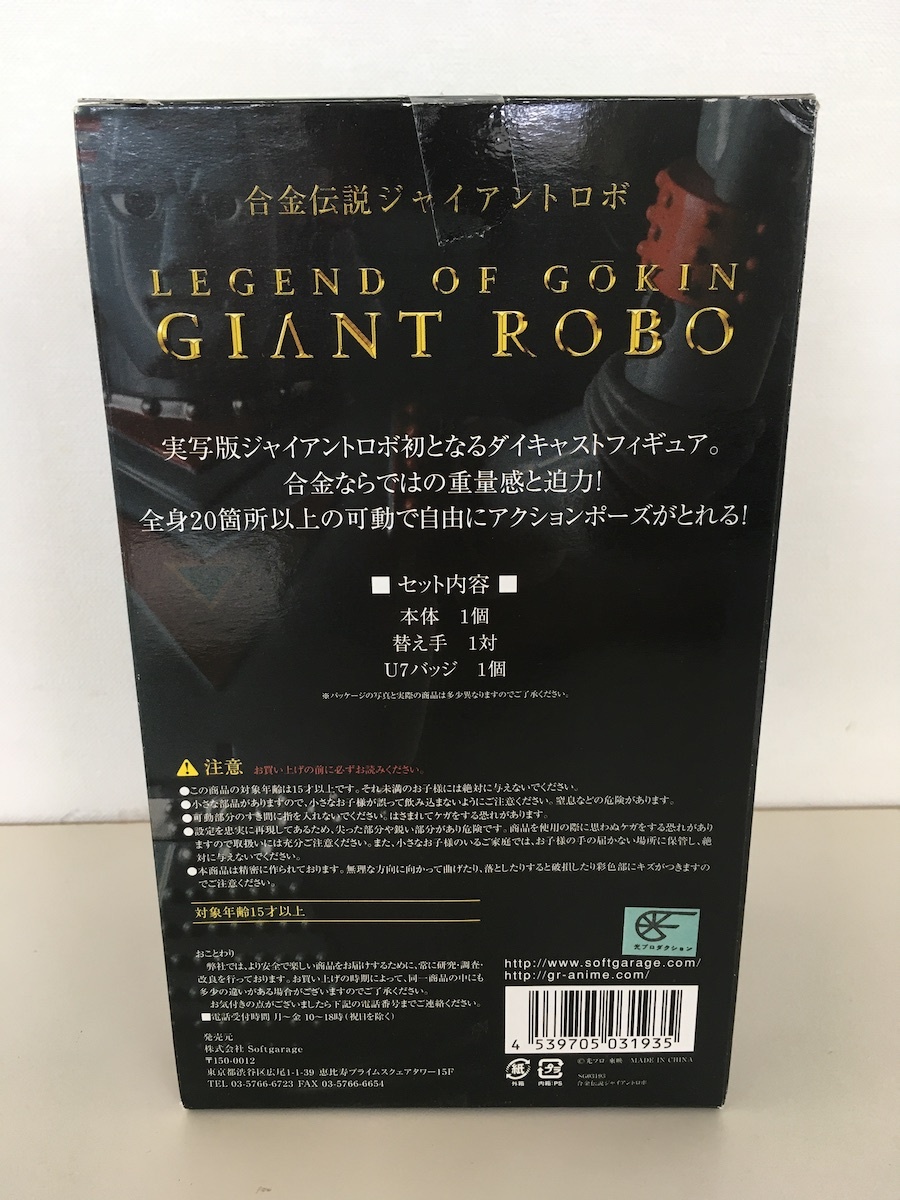 合金伝説ジャイアントロボ
LEGEND OF GŌKIN
GIANT ROBO
実写版ジャイアントロボ初となるダイキャストフィギュア。
合金ならではの重量感と迫力!
全身20箇所以上の可動で自由にアクションポーズがとれる!
■ セット内容 ■
本体 1個
替え手 1対
U7バッジ 1個
※パッケージの写真と実際の商品は多少異なりますのでご了承ください。
注意 お買い上げの前に必ずお読みください。
●この商品の対象年齢は15才以上です。それ未満のお子様には絶対に与えないでください。
●小さな部品がありますので、小さなお子様が誤って飲み込まないようにご注意ください。窒息などの危険があります。
●可動部分のすき間に指を入れないでください。はさまれてケガをする恐れがあります。
●設定を忠実に再現してあるため、尖った部分や鋭い部分があり危険です。商品を使用の際に思わぬケガをする恐れがあり
ますので取扱いには充分ご注意ください。また、小さなお子様のいるご家庭では、お子様の手の届かない場所に保管し、絶
対に与えないでください。
●本商品は精密に作られております。無理な方向に向かって曲げたり、落としたりすると破損したり彩色部にキズがつきますの
でご注意ください。
対象年齢15才以上
光プロダクション
おことわり
弊社では、より安全で楽しい商品をお届けするために、常に研究・調査・
改良を行っております。お買い上げの時期によって、同一商品の中にも
多少の違いがある場合がございますのでご了承ください。
お気付きの点がございましたら下記の電話番号までご連絡ください。
■電話受付時間 月〜金 10〜18時(祝日を除く)
発売元
株式会社 Softgarage
〒150-0012
東京都渋谷区広尾1-1-39 恵比寿プライムスクェアタワー15F
TEL 03-5766-6723 FAX 03-5766-6654
http://www.softgarage.com/
http://gr-anime.com/
4 539705 031935
紙
外箱
プラ
内箱:PS
©光プロ・東映 MADE IN CHINA
SG03193
合金伝説ジャイアントロボ